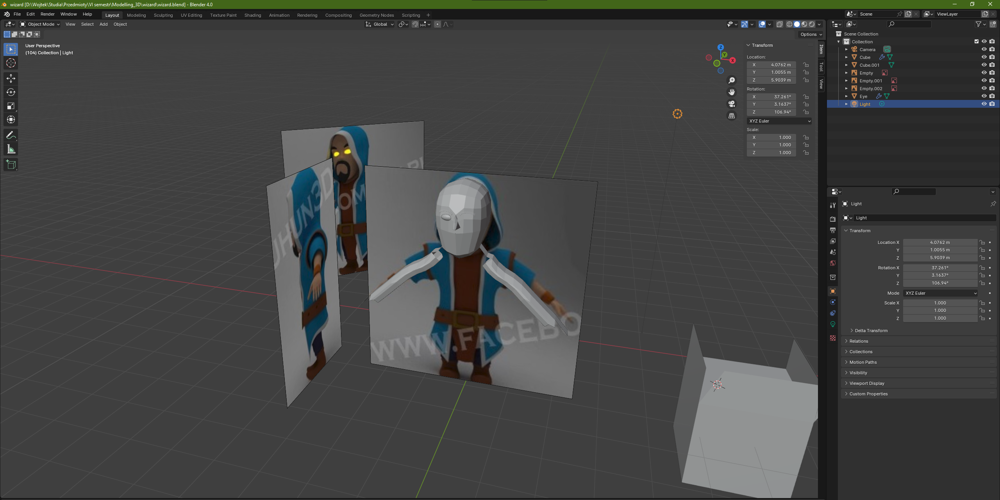 wizard [D:\Wojtek\Studia\Przedmioty\VI semestr\Modelling_3D\wizard\wizard.blend] - Blender 4.0
File Edit Render Window Help Layout Modeling Sculpting UV Editing Texture Paint Shading Animation Rendering Compositing Geometry Nodes Scripting + Scene ViewLayer
Object Mode View Select Add Object Global
Options
User Perspective
(104) Collection | Light
Z
Y
X
Transform
Location:
X 4.0762 m
Y 1.0055 m
Z 5.9039 m
Rotation:
X 37.261°
Y 3.1637°
Z 106.94°
XYZ Euler
Scale:
X 1.000
Y 1.000
Z 1.000
Item
Tool
View
JHUN3D
OM
WWW.FACEBO
Scene Collection
Collection
Camera
Cube
Cube.001
Empty
Empty.001
Empty.002
Eye
Light
Light
Light
Transform
Location X 4.0762 m
Y 1.0055 m
Z 5.9039 m
Rotation X 37.261°
Y 3.1637°
Z 106.94°
Mode XYZ Euler
Scale X 1.000
Y 1.000
Z 1.000
Delta Transform
Relations
Collections
Motion Paths
Visibility
Viewport Display
Custom Properties